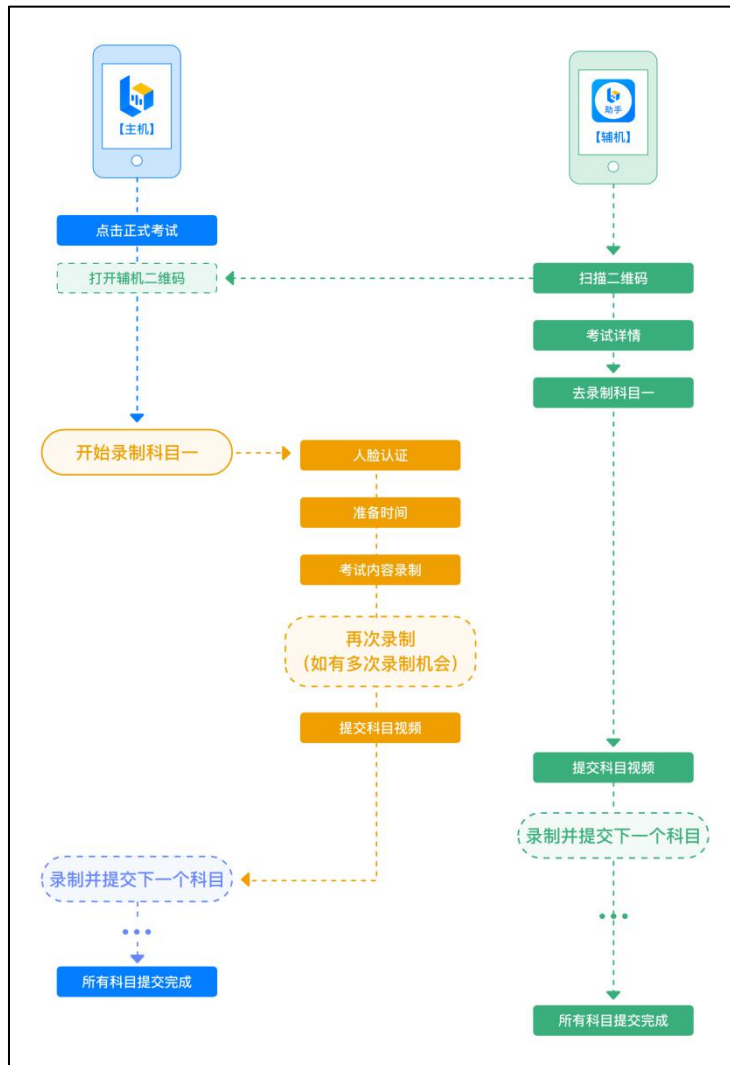 【主机】
助手
【辅机】
点击正式考试
打开辅机二维码
扫描二维码
考试详情
去录制科目一
开始录制科目一
人脸认证
准备时间
考试内容录制
再次录制
（如有多次录制机会）
提交科目视频
提交科目视频
录制并提交下一个科目
录制并提交下一个科目
所有科目提交完成
所有科目提交完成